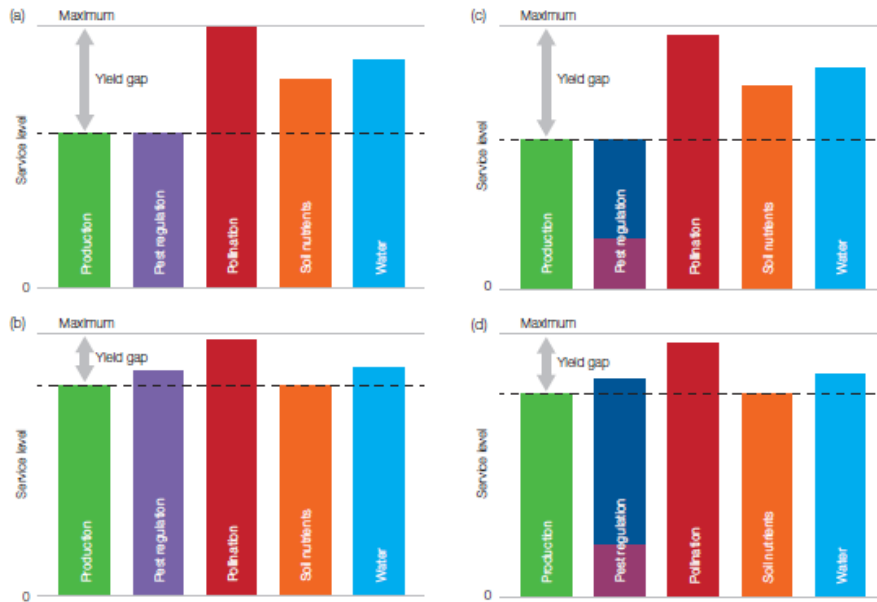 (a)
Maximum
Yield gap
Service level
0
Production
Pest regulation
Pollination
Soil nutrients
Water
(c)
Maximum
Yield gap
Service level
0
Production
Pest regulation
Pollination
Soil nutrients
Water
(b)
Maximum
Yield gap
Service level
0
Production
Pest regulation
Pollination
Soil nutrients
Water
(d)
Maximum
Yield gap
Service level
0
Production
Pest regulation
Pollination
Soil nutrients
Water